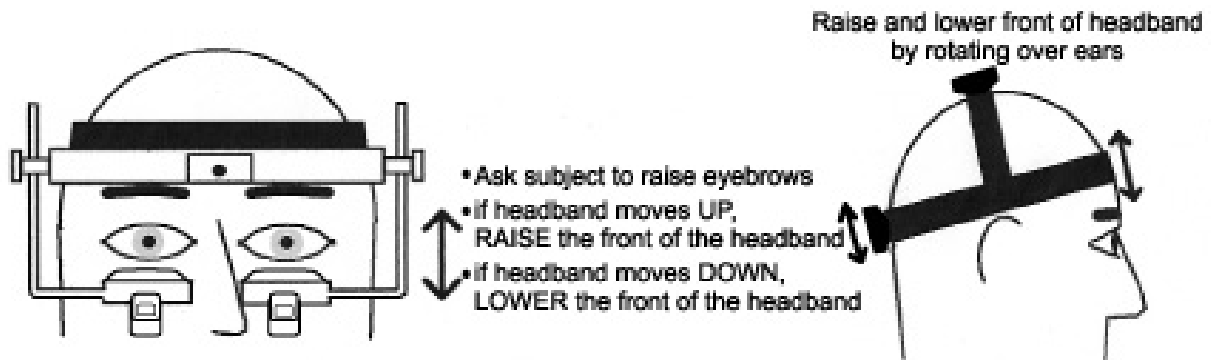 Raise and lower front of headband
by rotating over ears
•Ask subject to raise eyebrows
•if headband moves UP,
RAISE the front of the headband
•if headband moves DOWN,
LOWER the front of the headband